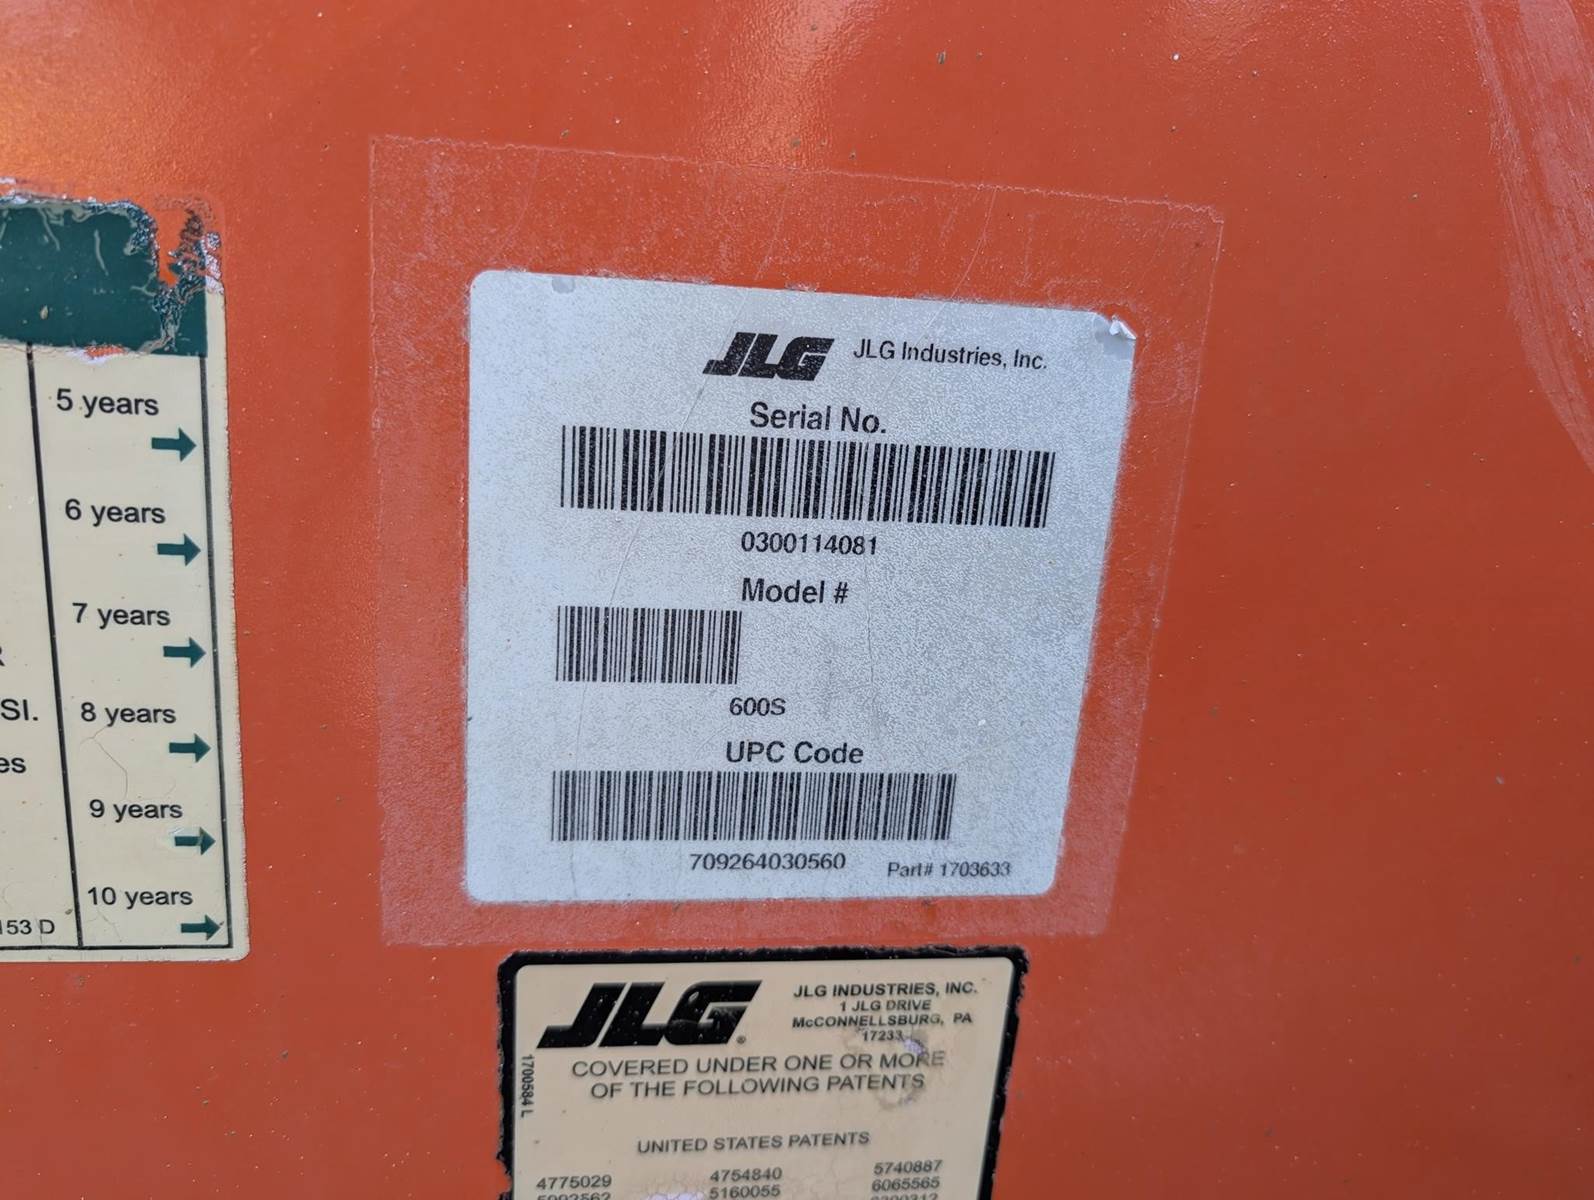 5 years
6 years
7 years
SI.
8 years
es
9 years
10 years
153 D
JLG JLG Industries, Inc.
Serial No.
0300114081
Model #
600S
UPC Code
709264030560
Part# 1703633
JLG
JLG INDUSTRIES, INC.
1 JLG DRIVE
McCONNELLSBURG, PA
17233
1700584 L
COVERED UNDER ONE OR MORE
OF THE FOLLOWING PATENTS
UNITED STATES PATENTS
4775029 4754840 5740887
5160055 6065565